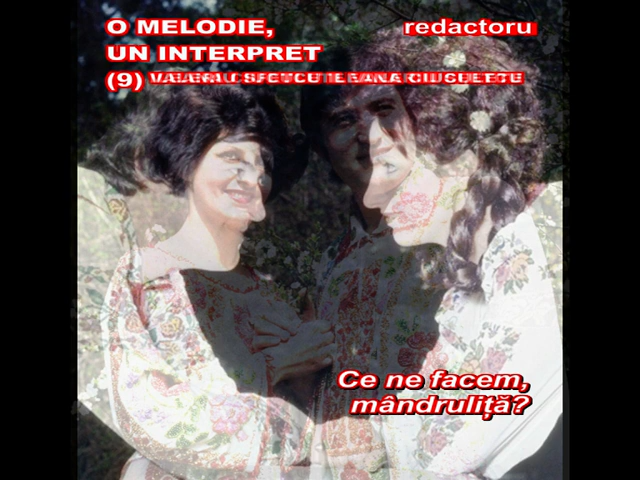 O MELODIE,
redactoru
UN INTERPRET
(9)
Ce ne facem,
mândruliță?